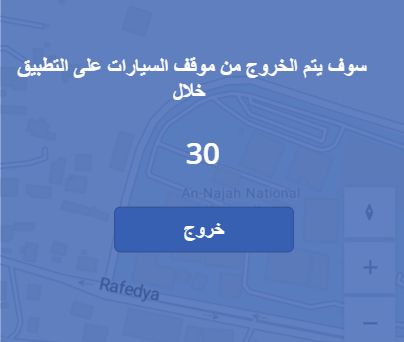 سوف يتم الخروج من موقف السيارات على التطبيق
خلال
30
An-Najah National
خروج
Rafedya
+
−